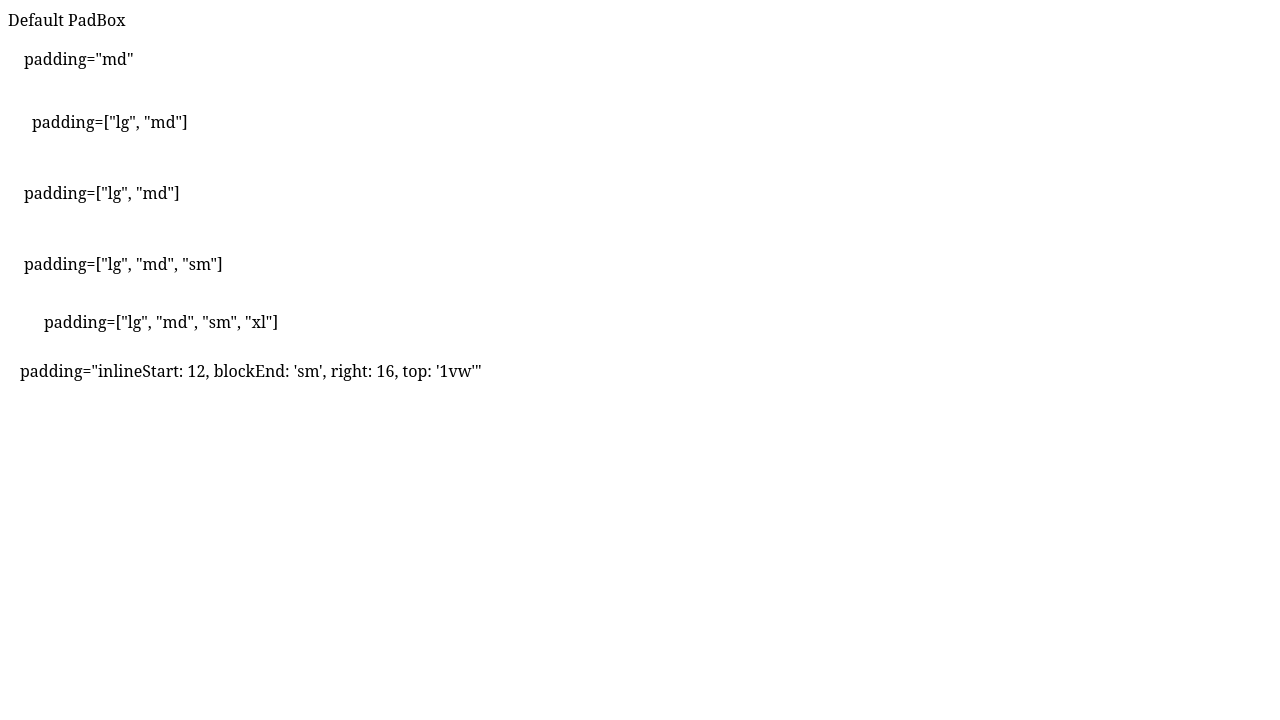 Default PadBox
padding="md"
padding=["lg", "md"]
padding=["lg", "md"]
padding=["lg", "md", "sm"]
padding=["lg", "md", "sm", "xl"]
padding="inlineStart: 12, blockEnd: 'sm', right: 16, top: '1vw'"